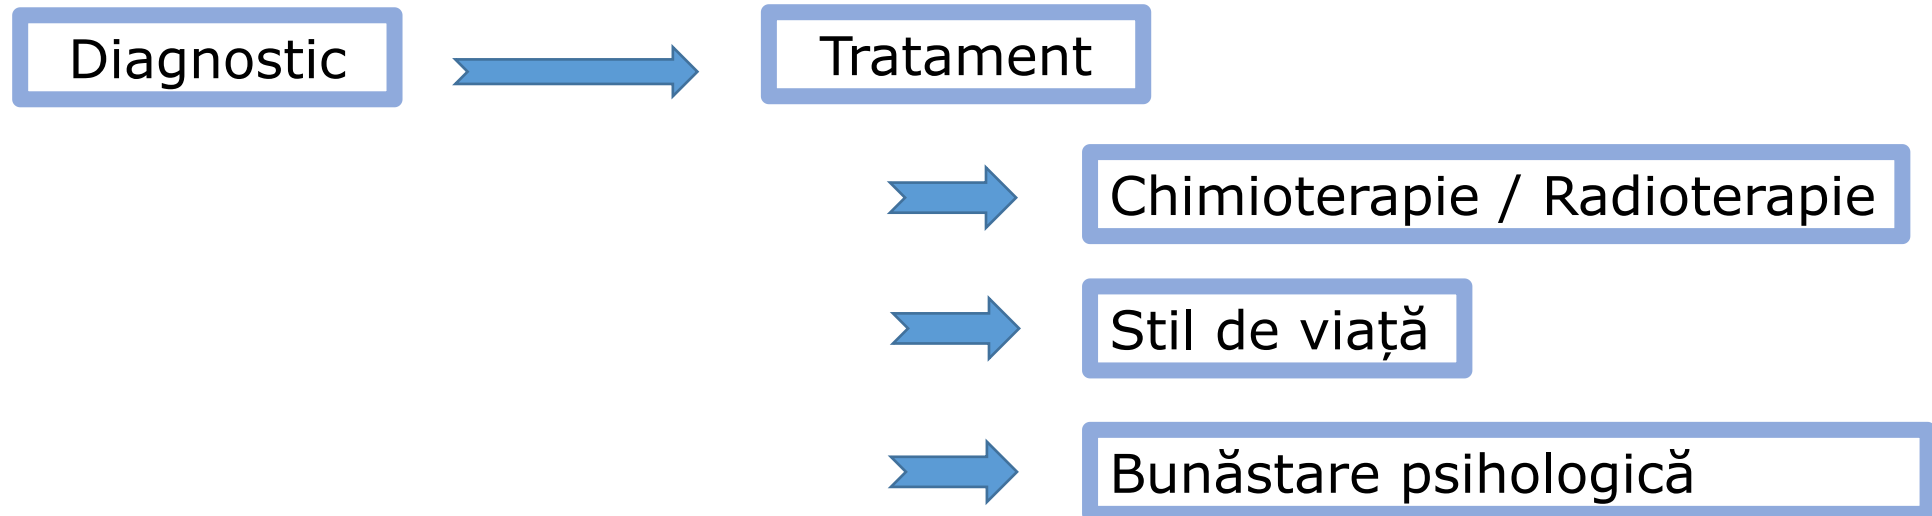 Diagnostic
Tratament
Chimioterapie / Radioterapie
Stil de viață
Bunăstare psihologică